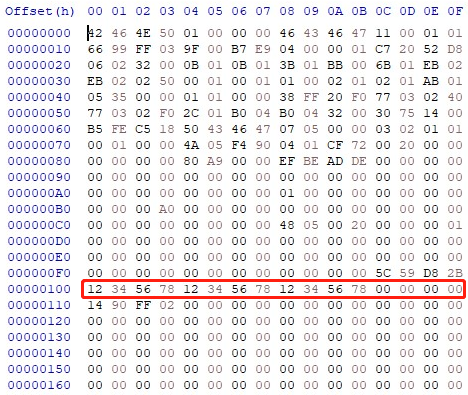 Offset(h) 00 01 02 03 04 05 06 07 08 09 0A 0B 0C 0D 0E 0F
00000000 42 46 4E 50 01 00 00 00 46 43 46 47 11 00 01 01
00000010 66 99 FF 03 9F 00 B7 E9 04 00 00 01 C7 20 52 D8
00000020 06 02 32 00 0B 01 0B 01 3B 01 BB 00 6B 01 EB 02
00000030 EB 02 02 50 00 01 00 01 01 00 02 01 02 01 AB 01
00000040 05 35 00 00 01 01 00 00 38 FF 20 F0 77 03 02 40
00000050 77 03 02 F0 2C 01 B0 04 B0 04 32 00 30 75 14 00
00000060 B5 FE C5 18 50 43 46 47 07 05 00 00 03 02 01 01
00000070 00 01 00 00 4A 05 F4 90 04 01 CF 72 00 20 00 00
00000080 00 00 00 00 80 A9 00 00 EF BE AD DE 00 00 00 00
00000090 00 00 00 00 00 00 00 00 00 00 00 00 00 00 00 00
000000A0 00 00 00 00 00 00 00 00 01 00 00 00 00 00 00 00
000000B0 00 00 00 A0 00 00 00 00 00 00 00 00 00 00 00 00
000000C0 00 00 00 00 00 00 00 00 48 05 00 20 00 00 00 01
000000D0 00 00 00 00 00 00 00 00 00 00 00 00 00 00 00 00
000000E0 00 00 00 00 00 00 00 00 00 00 00 00 00 00 00 00
000000F0 00 00 00 00 00 00 00 00 00 00 00 00 5C 59 D8 2B
00000100 12 34 56 78 12 34 56 78 12 34 56 78 00 00 00 00
00000110 14 90 FF 02 00 00 00 00 00 00 00 00 00 00 00 00
00000120 00 00 00 00 00 00 00 00 00 00 00 00 00 00 00 00
00000130 00 00 00 00 00 00 00 00 00 00 00 00 00 00 00 00
00000140 00 00 00 00 00 00 00 00 00 00 00 00 00 00 00 00
00000150 00 00 00 00 00 00 00 00 00 00 00 00 00 00 00 00
00000160 00 00 00 00 00 00 00 00 00 00 00 00 00 00 00 00